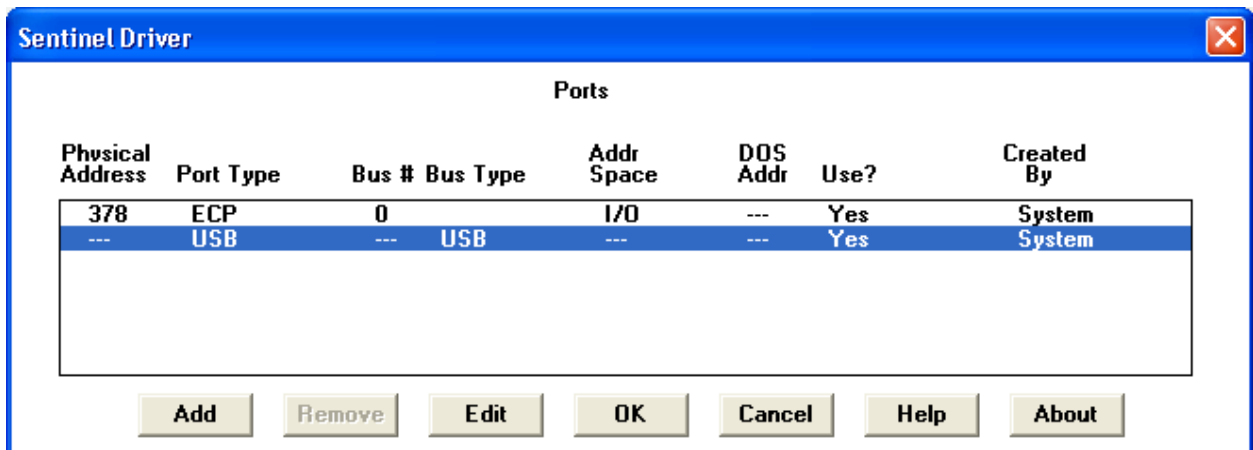 Sentinel Driver
Ports
Physical Address Port Type Bus # Bus Type Addr Space DOS Addr Use? Created By
378 ECP 0 I/O --- Yes System
--- USB --- USB --- --- Yes System
Add Remove Edit OK Cancel Help About